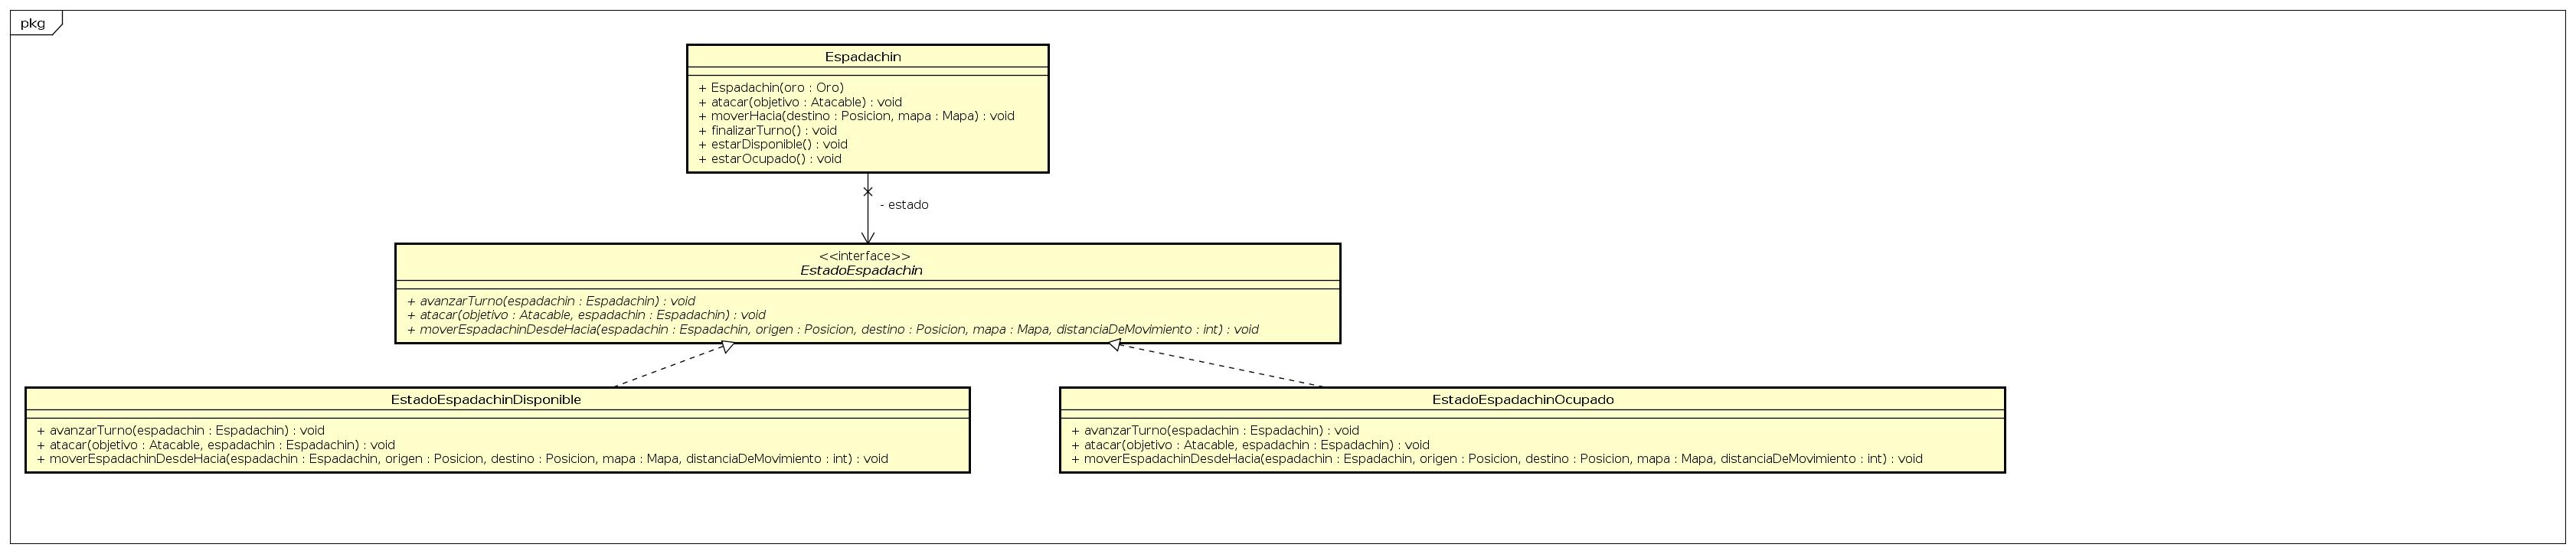 pkg
Espadachin
+ Espadachin(oro : Oro)
+ atacar(objetivo : Atacable) : void
+ moverHacia(destino : Posicion, mapa : Mapa) : void
+ finalizarTurno() : void
+ estarDisponible() : void
+ estarOcupado() : void
- estado
<<interface>>
EstadoEspadachin
+ avanzarTurno(espadachin : Espadachin) : void
+ atacar(objetivo : Atacable, espadachin : Espadachin) : void
+ moverEspadachinDesdeHacia(espadachin : Espadachin, origen : Posicion, destino : Posicion, mapa : Mapa, distanciaDeMovimiento : int) : void
EstadoEspadachinDisponible
+ avanzarTurno(espadachin : Espadachin) : void
+ atacar(objetivo : Atacable, espadachin : Espadachin) : void
+ moverEspadachinDesdeHacia(espadachin : Espadachin, origen : Posicion, destino : Posicion, mapa : Mapa, distanciaDeMovimiento : int) : void
EstadoEspadachinOcupado
+ avanzarTurno(espadachin : Espadachin) : void
+ atacar(objetivo : Atacable, espadachin : Espadachin) : void
+ moverEspadachinDesdeHacia(espadachin : Espadachin, origen : Posicion, destino : Posicion, mapa : Mapa, distanciaDeMovimiento : int) : void